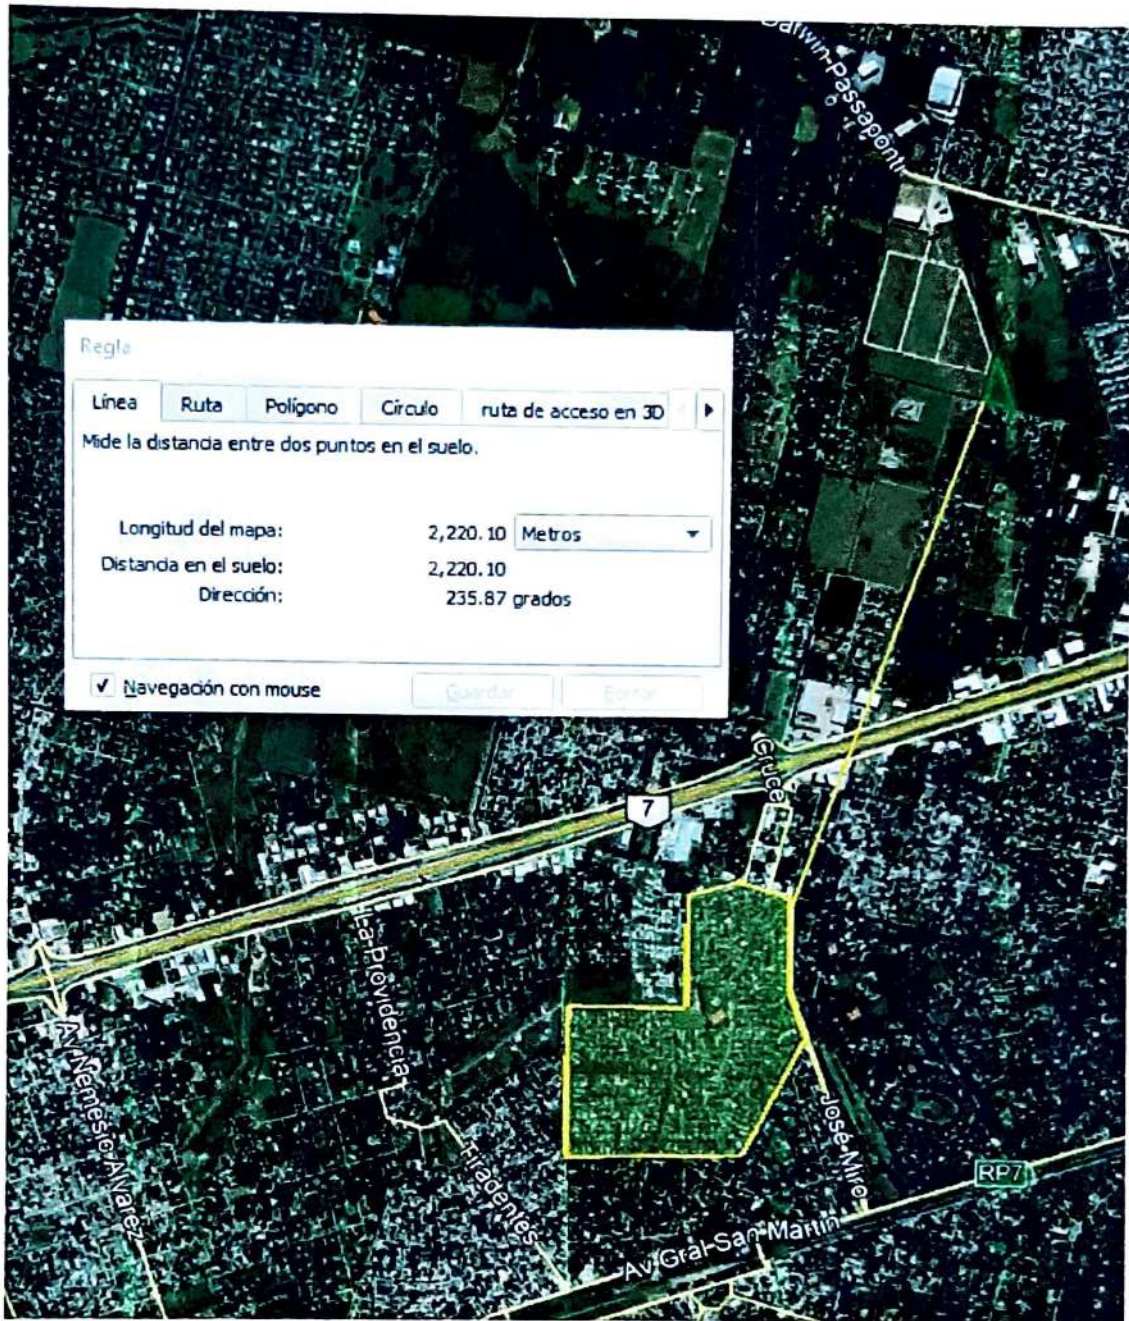 Darwin-Passaponti
Regla
Línea
Ruta
Polígono
Círculo
ruta de acceso en 3D
Mide la distancia entre dos puntos en el suelo.
Longitud del mapa: 2,220.10 Metros
Distancia en el suelo: 2,220.10
Dirección: 235.87 grados
Navegación con mouse
Guardar
Borrar
Cruce
7
La-Providencia
Av-Nemesio-Alvarez
Tiradentes
José-Miro
RP7
Av-Gral-San Martín